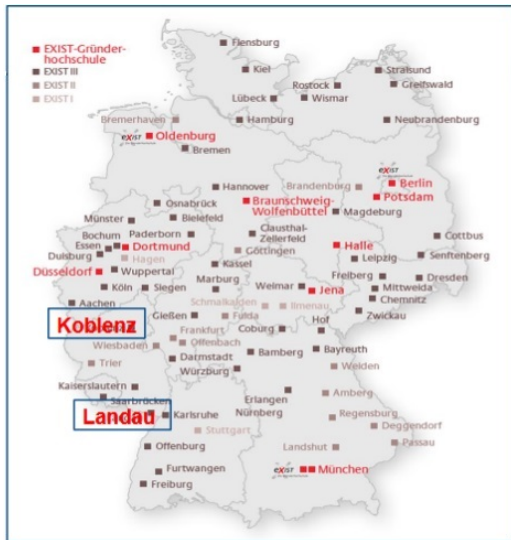 EXIST-Gründer-
hochschule
EXIST III
EXIST II
EXIST I
Flensburg
Kiel
Stralsund
Rostock
Greifswald
Lübeck
Wismar
Bremerhaven
Hamburg
Neubrandenburg
exist
Oldenburg
Bremen
exist
Hannover
Brandenburg
Berlin
Osnabrück
Braunschweig-
Wolfenbüttel
Potsdam
Münster
Bielefeld
Magdeburg
Bochum
Paderborn
Clausthal-
Zellerfeld
Cottbus
Essen
Dortmund
Halle
Duisburg
Hagen
Göttingen
Leipzig
Senftenberg
Düsseldorf
Wuppertal
Kassel
Freiberg
Dresden
Köln
Siegen
Marburg
Weimar
Jena
Mittweida
Aachen
Schmalkalden
Ilmenau
Chemnitz
Gießen
Fulda
Zwickau
Koblenz
Frankfurt
Coburg
Hof
Wiesbaden
Offenbach
Trier
Darmstadt
Bamberg
Bayreuth
Würzburg
Weiden
Kaiserslautern
Saarbrücken
Erlangen
Amberg
Landau
Karlsruhe
Nürnberg
Regensburg
Stuttgart
Deggendorf
Offenburg
Landshut
Passau
Furtwangen
exist
München
Freiburg